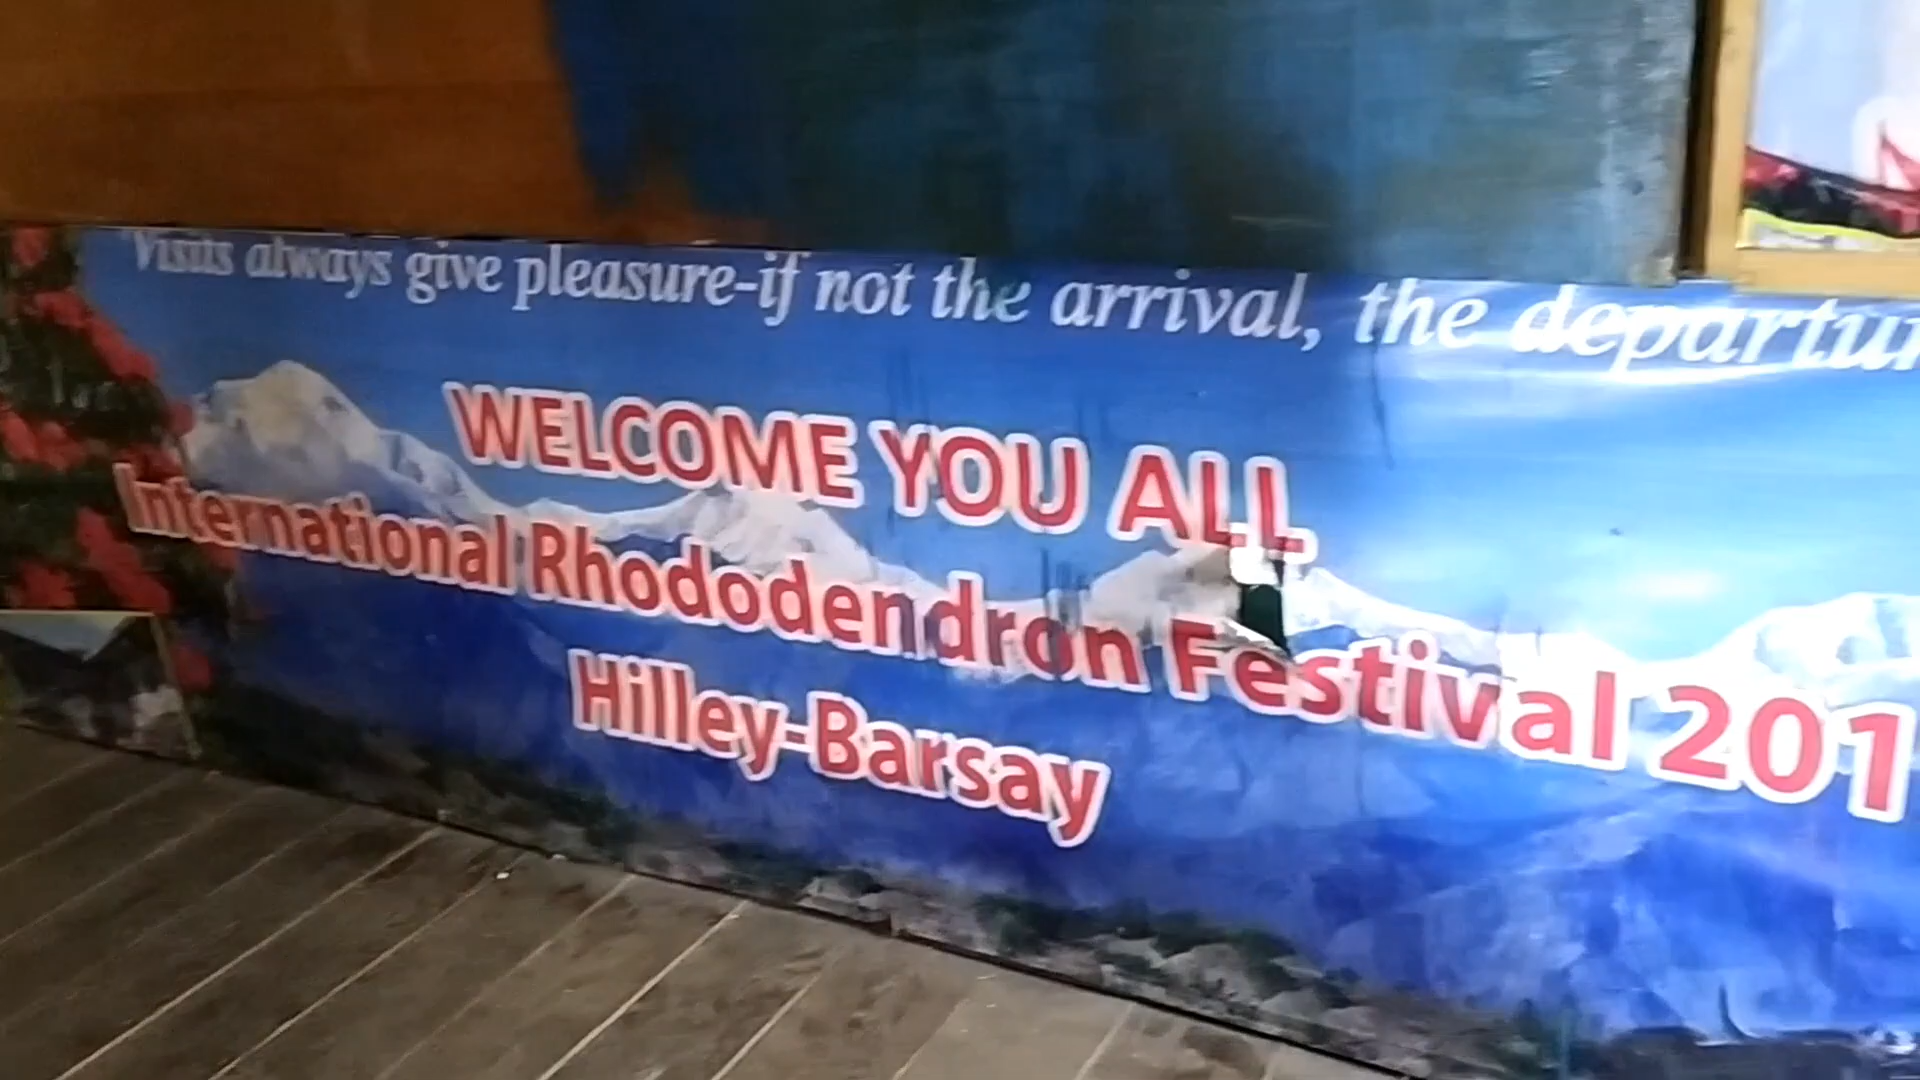 Visits always give pleasure-if not the arrival, the departur
WELCOME YOU ALL
International Rhododendron Festival 201
Hilley-Barsay